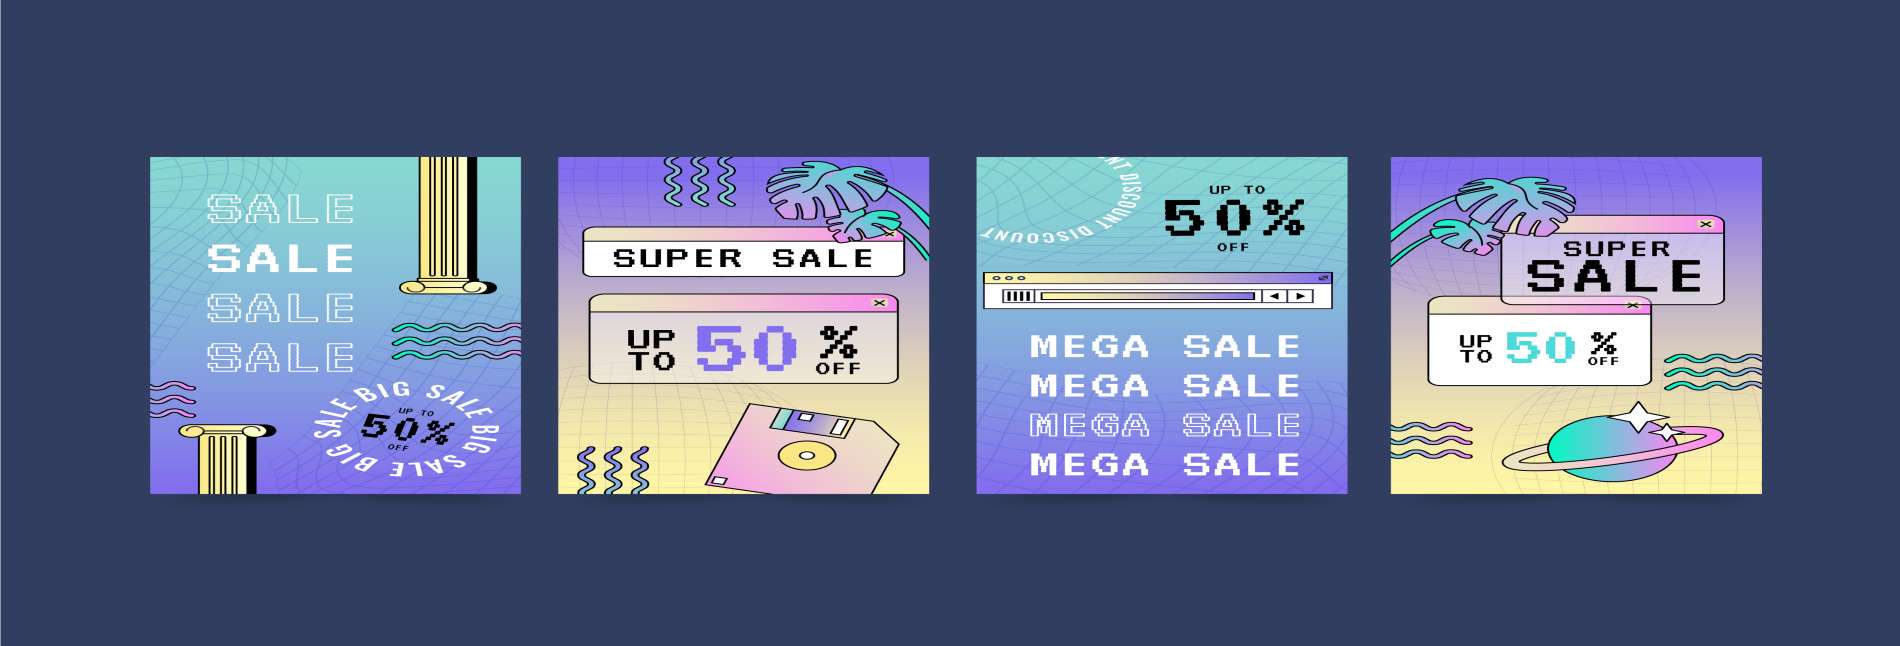 SALE
SALE
SALE
SALE
BIG SALE BIG SALE BIG SALE
UP TO
50%
OFF
SUPER SALE
UP
TO
50 %
OFF
NT DISCOUNT DISCOUNT
UP TO
50%
OFF
MEGA SALE
MEGA SALE
MEGA SALE
MEGA SALE
SUPER
SALE
UP
TO
50 %
OFF